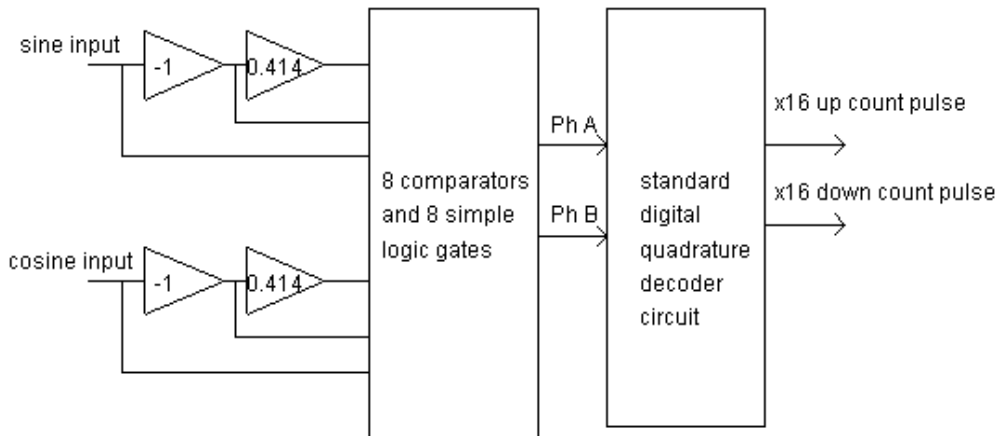 sine input
-1
0.414
8 comparators
and 8 simple
logic gates
Ph A
Ph B
standard
digital
quadrature
decoder
circuit
x16 up count pulse
x16 down count pulse
cosine input
-1
0.414